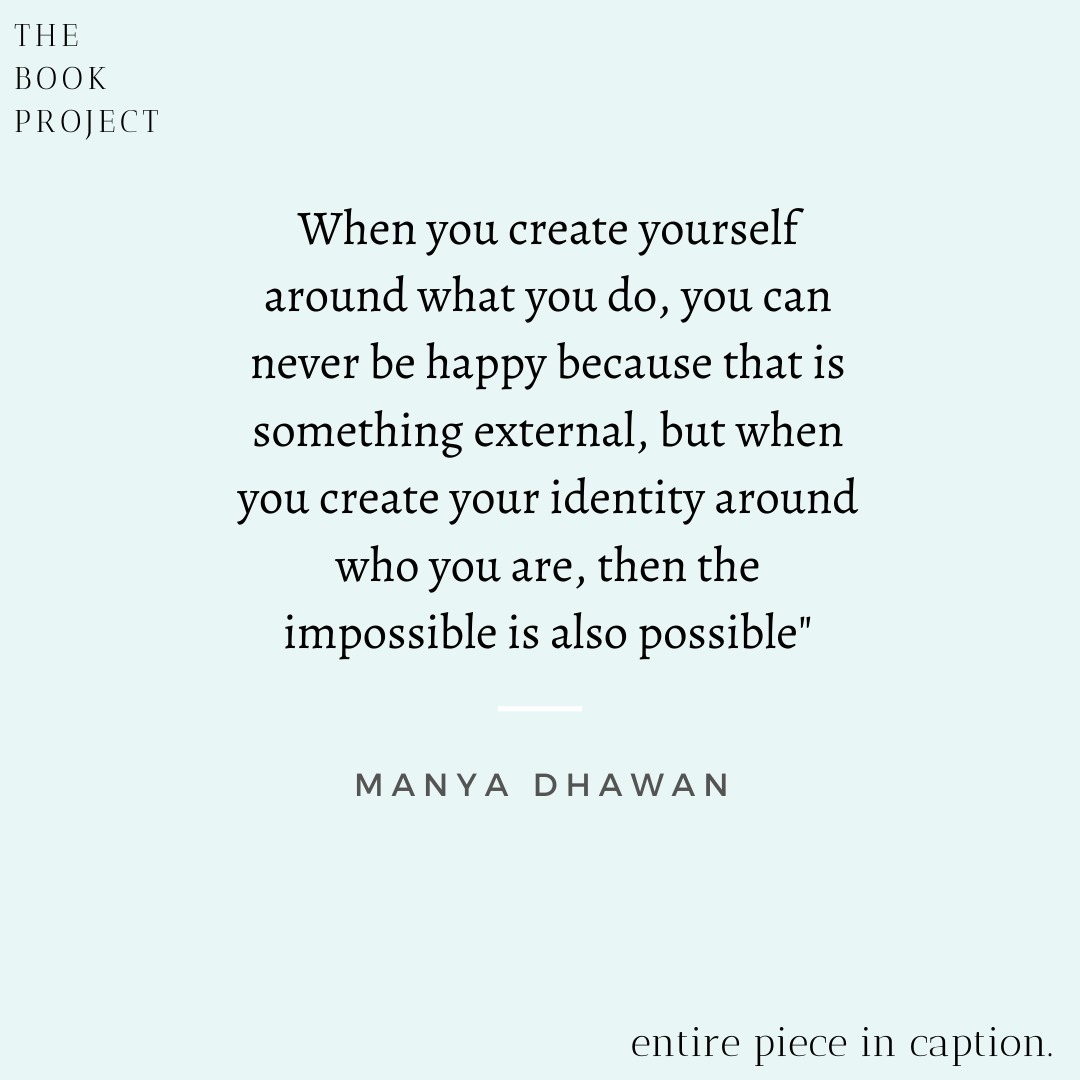 THE
BOOK
PROJECT
When you create yourself
around what you do, you can
never be happy because that is
something external, but when
you create your identity around
who you are, then the
impossible is also possible"
MANYA DHAWAN
entire piece in caption.